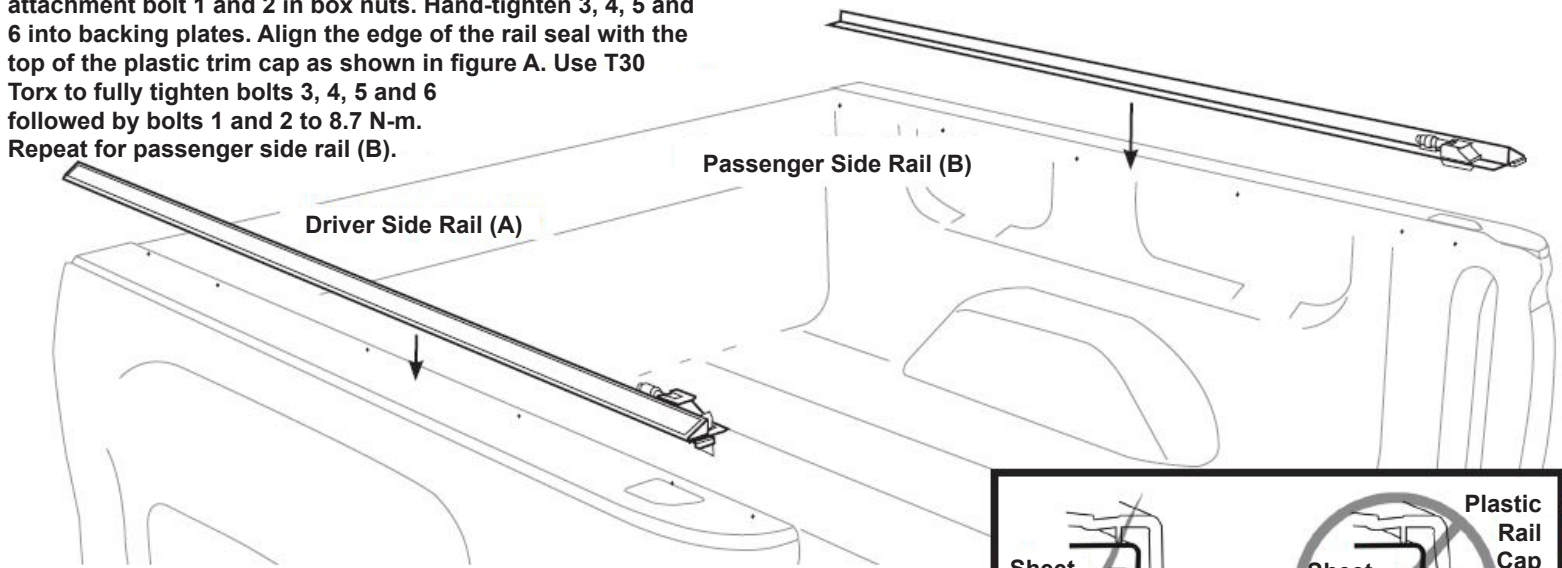 attachment bolt 1 and 2 in box nuts. Hand-tighten 3, 4, 5 and
6 into backing plates. Align the edge of the rail seal with the
top of the plastic trim cap as shown in figure A. Use T30
Torx to fully tighten bolts 3, 4, 5 and 6
followed by bolts 1 and 2 to 8.7 N-m.
Repeat for passenger side rail (B).
Passenger Side Rail (B)
Driver Side Rail (A)
Sheet
Sheet
Plastic
Rail
Cap